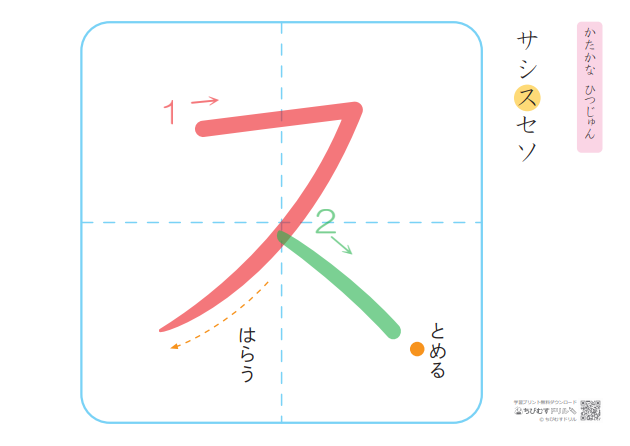 かたかな ひつじゅん
サシスセソ
ス
1
2
はらう
とめる
学習プリント無料ダウンロード
ちびむすドリル
© ちびむすドリル